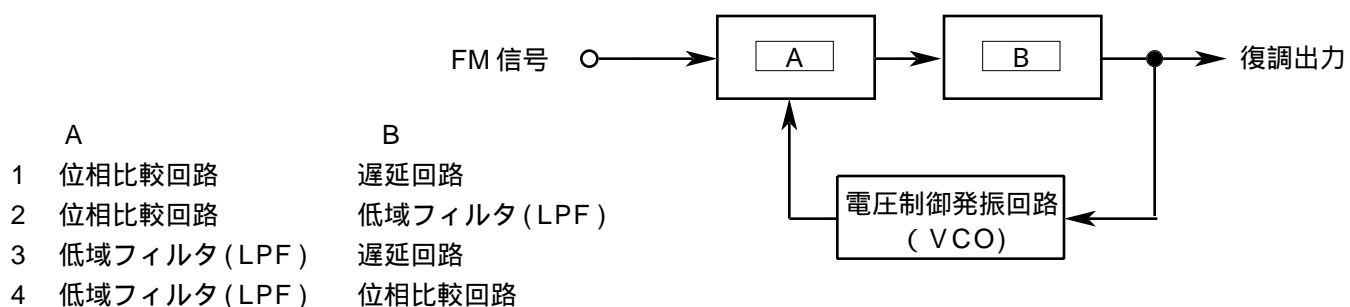 FM 信号
A
B
復調出力
電圧制御発振回路
( VCO)
A B
1 位相比較回路 遅延回路
2 位相比較回路 低域フィルタ(LPF)
3 低域フィルタ(LPF) 遅延回路
4 低域フィルタ(LPF) 位相比較回路